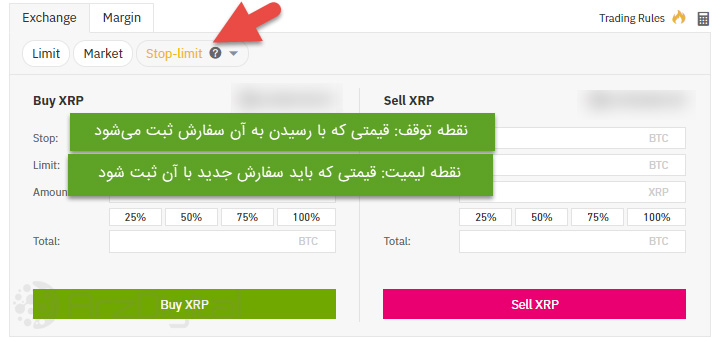 Exchange Margin Trading Rules
Limit Market Stop-limit ?
Buy XRP Sell XRP
نقطه توقف: قیمتی که با رسیدن به آن سفارش ثبت می‌شود
Stop: BTC
نقطه لیمیت: قیمتی که باید سفارش جدید با آن ثبت شود
Limit: BTC
Amoun XRP
25% 50% 75% 100% 25% 50% 75% 100%
Total: BTC Total: BTC
Buy XRP Sell XRP